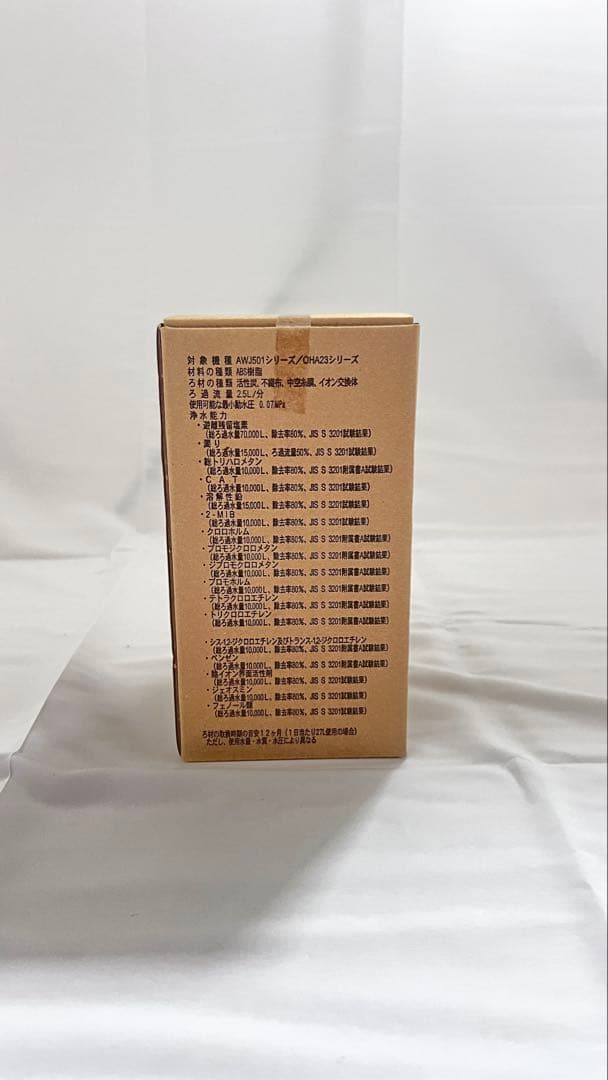 対象機種 AWJ501シリーズ/OHA23シリーズ
材料の種類 ABS樹脂
ろ材の種類 活性炭、不織布、中空糸膜、イオン交換体
ろ過流量 2.5L/分
使用可能な最小動水圧 0.07MPa
浄水能力
・遊離残留塩素
(総ろ過水量70,000L、除去率80%、JIS S 3201試験結果)
・濁り
(総ろ過水量15,000L、ろ過流量50%、JIS S 3201試験結果)
・総トリハロメタン
(総ろ過水量10,000L、除去率80%、JIS S 3201附属書A試験結果)
・CAT
(総ろ過水量10,000L、除去率80%、JIS S 3201試験結果)
・溶解性鉛
(総ろ過水量15,000L、除去率80%、JIS S 3201試験結果)
・2-MIB
(総ろ過水量10,000L、除去率80%、JIS S 3201試験結果)
・クロロホルム
(総ろ過水量10,000L、除去率80%、JIS S 3201附属書A試験結果)
・ブロモジクロロメタン
(総ろ過水量10,000L、除去率80%、JIS S 3201附属書A試験結果)
・ジブロモクロロメタン
(総ろ過水量10,000L、除去率80%、JIS S 3201附属書A試験結果)
・ブロモホルム
(総ろ過水量10,000L、除去率80%、JIS S 3201附属書A試験結果)
・テトラクロロエチレン
(総ろ過水量10,000L、除去率80%、JIS S 3201附属書A試験結果)
・トリクロロエチレン
(総ろ過水量10,000L、除去率80%、JIS S 3201附属書A試験結果)
・シス-1,2-ジクロロエチレン及びトランス-1,2-ジクロロエチレン
(総ろ過水量10,000L、除去率80%、JIS S 3201附属書A試験結果)
・ベンゼン
(総ろ過水量10,000L、除去率80%、JIS S 3201附属書A試験結果)
・陰イオン界面活性剤
(総ろ過水量10,000L、除去率80%、JIS S 3201試験結果)
・ジェオスミン
(総ろ過水量10,000L、除去率80%、JIS S 3201試験結果)
・フェノール類
(総ろ過水量10,000L、除去率80%、JIS S 3201試験結果)
ろ材の取換時期の目安12ヶ月(1日当たり27L使用の場合)
ただし、使用水量・水質・水圧により異なる